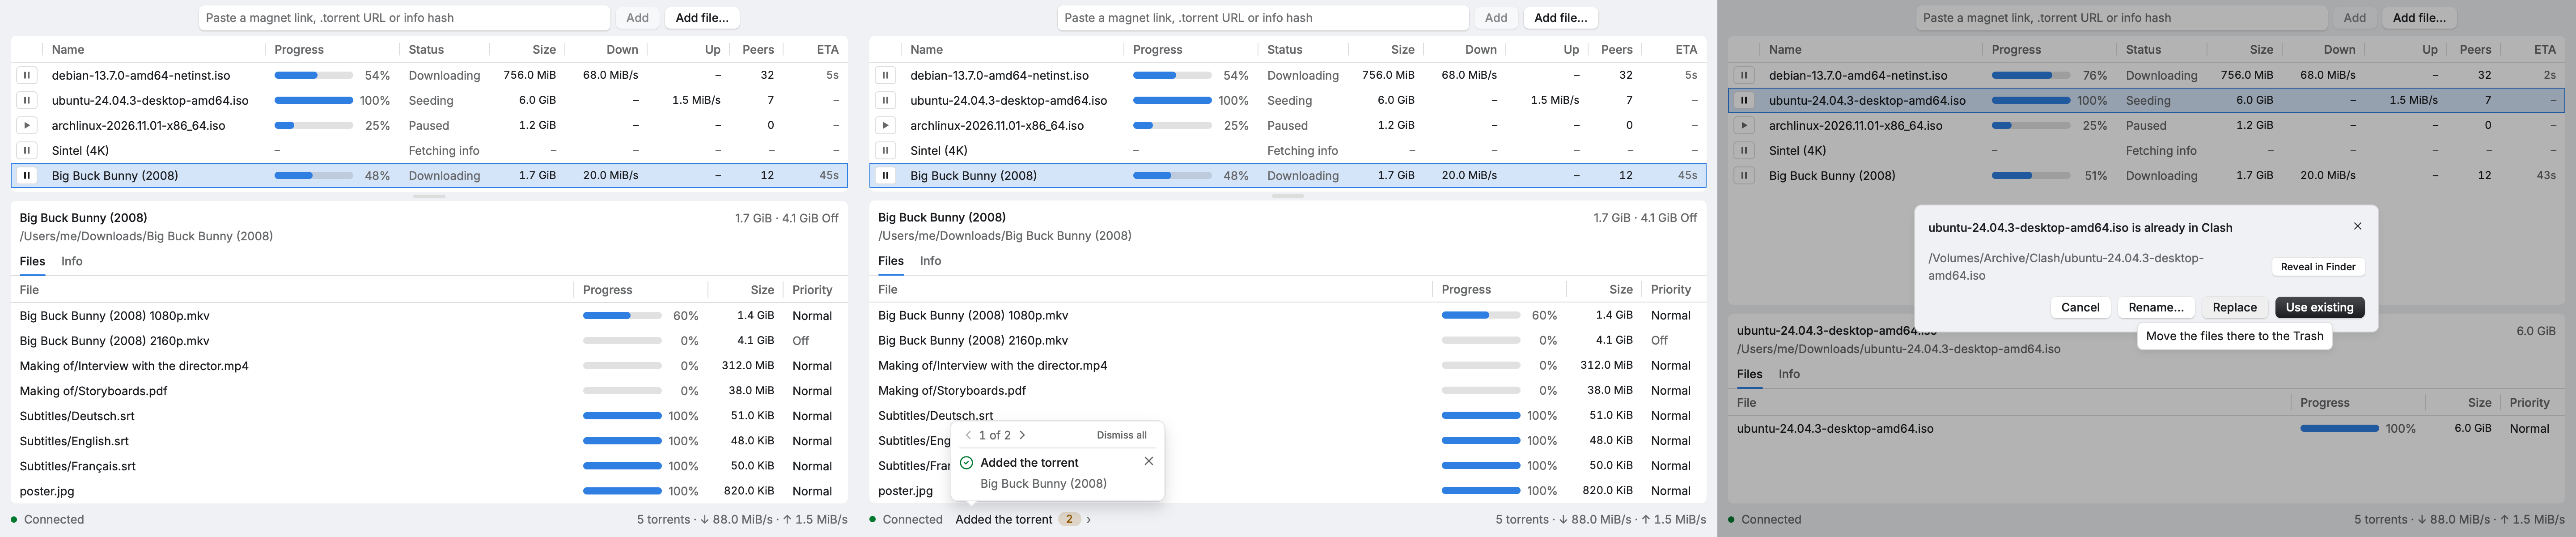 Paste a magnet link, .torrent URL or info hash Add Add file...
Name Progress Status Size Down Up Peers ETA
debian-13.7.0-amd64-netinst.iso 54% Downloading 756.0 MiB 68.0 MiB/s – 32 5s
ubuntu-24.04.3-desktop-amd64.iso 100% Seeding 6.0 GiB – 1.5 MiB/s 7 –
archlinux-2026.11.01-x86_64.iso 25% Paused 1.2 GiB – – 0 –
Sintel (4K) – Fetching info – – – – –
Big Buck Bunny (2008) 48% Downloading 1.7 GiB 20.0 MiB/s – 12 45s
Big Buck Bunny (2008) 1.7 GiB · 4.1 GiB Off
/Users/me/Downloads/Big Buck Bunny (2008)
Files Info
File Progress Size Priority
Big Buck Bunny (2008) 1080p.mkv 60% 1.4 GiB Normal
Big Buck Bunny (2008) 2160p.mkv 0% 4.1 GiB Off
Making of/Interview with the director.mp4 0% 312.0 MiB Normal
Making of/Storyboards.pdf 0% 38.0 MiB Normal
Subtitles/Deutsch.srt 100% 51.0 KiB Normal
Subtitles/English.srt 100% 48.0 KiB Normal
Subtitles/Français.srt 100% 50.0 KiB Normal
poster.jpg 100% 820.0 KiB Normal
Connected 5 torrents · ↓ 88.0 MiB/s · ↑ 1.5 MiB/s
Paste a magnet link, .torrent URL or info hash Add Add file...
Name Progress Status Size Down Up Peers ETA
debian-13.7.0-amd64-netinst.iso 54% Downloading 756.0 MiB 68.0 MiB/s – 32 5s
ubuntu-24.04.3-desktop-amd64.iso 100% Seeding 6.0 GiB – 1.5 MiB/s 7 –
archlinux-2026.11.01-x86_64.iso 25% Paused 1.2 GiB – – 0 –
Sintel (4K) – Fetching info – – – – –
Big Buck Bunny (2008) 48% Downloading 1.7 GiB 20.0 MiB/s – 12 45s
Big Buck Bunny (2008) 1.7 GiB · 4.1 GiB Off
/Users/me/Downloads/Big Buck Bunny (2008)
Files Info
File Progress Size Priority
Big Buck Bunny (2008) 1080p.mkv 60% 1.4 GiB Normal
Big Buck Bunny (2008) 2160p.mkv 0% 4.1 GiB Off
Making of/Interview with the director.mp4 0% 312.0 MiB Normal
Making of/Storyboards.pdf 0% 38.0 MiB Normal
Subtitles/Deutsch.srt 100% 51.0 KiB Normal
Subtitles/Eng 100% 48.0 KiB Normal
Subtitles/Fra 100% 50.0 KiB Normal
poster.jpg 100% 820.0 KiB Normal
1 of 2 Dismiss all
Added the torrent
Big Buck Bunny (2008)
Connected Added the torrent 2 › 5 torrents · ↓ 88.0 MiB/s · ↑ 1.5 MiB/s
Paste a magnet link, .torrent URL or info hash Add Add file...
Name Progress Status Size Down Up Peers ETA
debian-13.7.0-amd64-netinst.iso 76% Downloading 756.0 MiB 68.0 MiB/s – 32 2s
ubuntu-24.04.3-desktop-amd64.iso 100% Seeding 6.0 GiB – 1.5 MiB/s 7 –
archlinux-2026.11.01-x86_64.iso 25% Paused 1.2 GiB – – 0 –
Sintel (4K) – Fetching info – – – – –
Big Buck Bunny (2008) 51% Downloading 1.7 GiB 20.0 MiB/s – 12 43s
ubuntu-24.04.3-desktop-amd64.iso is already in Clash
/Volumes/Archive/Clash/ubuntu-24.04.3-desktop-
amd64.iso
Reveal in Finder
Cancel Rename... Replace Use existing
Move the files there to the Trash
ubuntu-24.04.3-desktop-amd64.iso 6.0 GiB
/Users/me/Downloads/ubuntu-24.04.3-desktop-amd64.iso
Files Info
File Progress Size Priority
ubuntu-24.04.3-desktop-amd64.iso 100% 6.0 GiB Normal
Connected 5 torrents · ↓ 88.0 MiB/s · ↑ 1.5 MiB/s